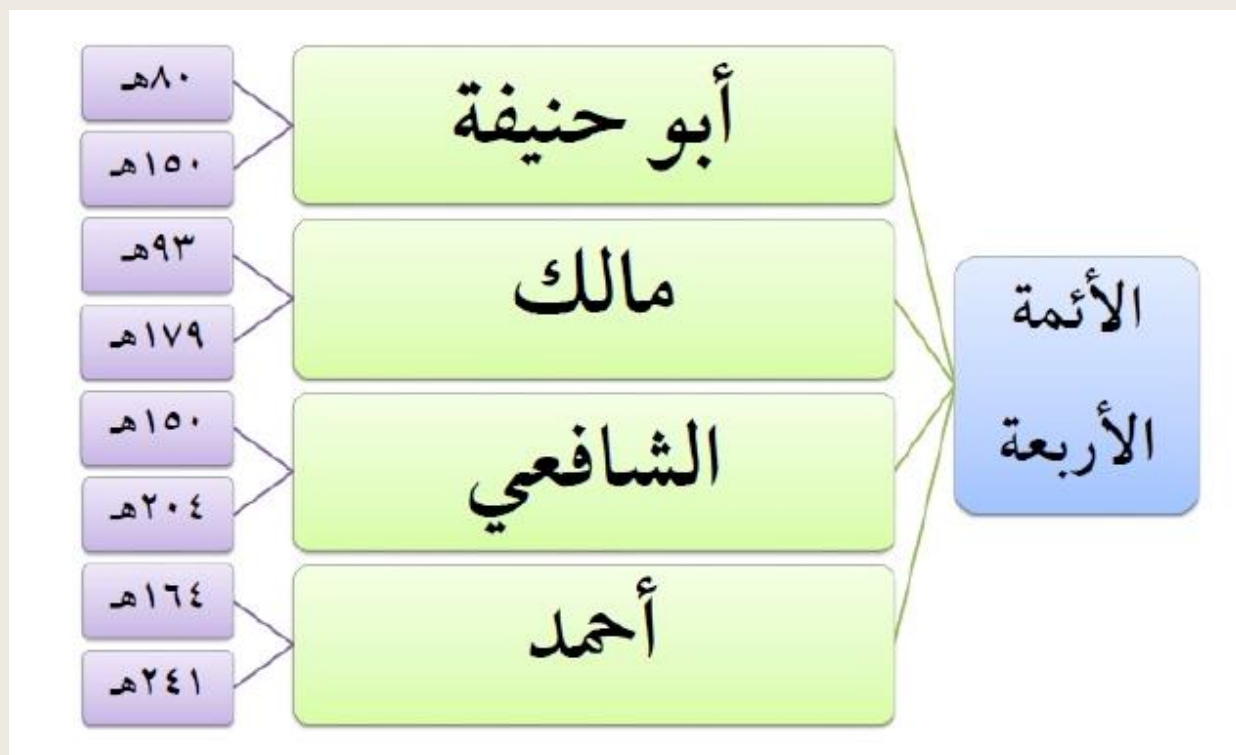 الأئمة
الأربعة
أبو حنيفة
٨٠هـ
١٥٠هـ
مالك
٩٣هـ
١٧٩هـ
الشافعي
١٥٠هـ
٢٠٤هـ
أحمد
١٦٤هـ
٢٤١هـ